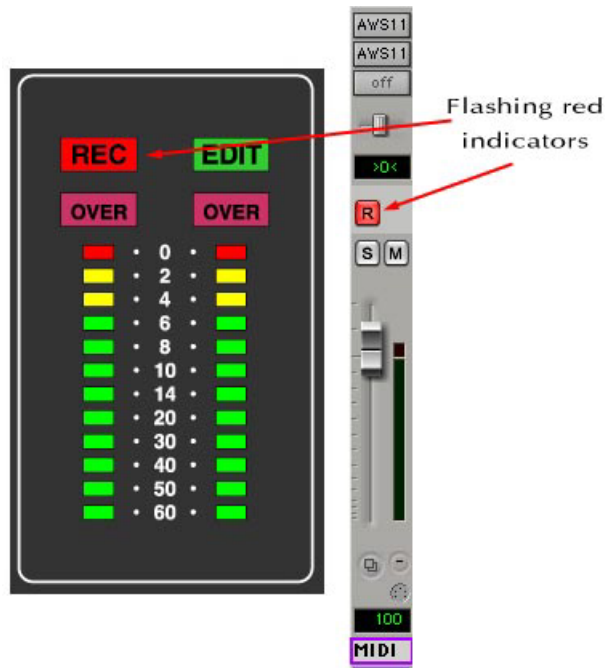 REC EDIT
OVER OVER
0
2
4
6
8
10
14
20
30
40
50
60
AWS11
AWS11
off
>0<
R
S M
100
MIDI
Flashing red
indicators